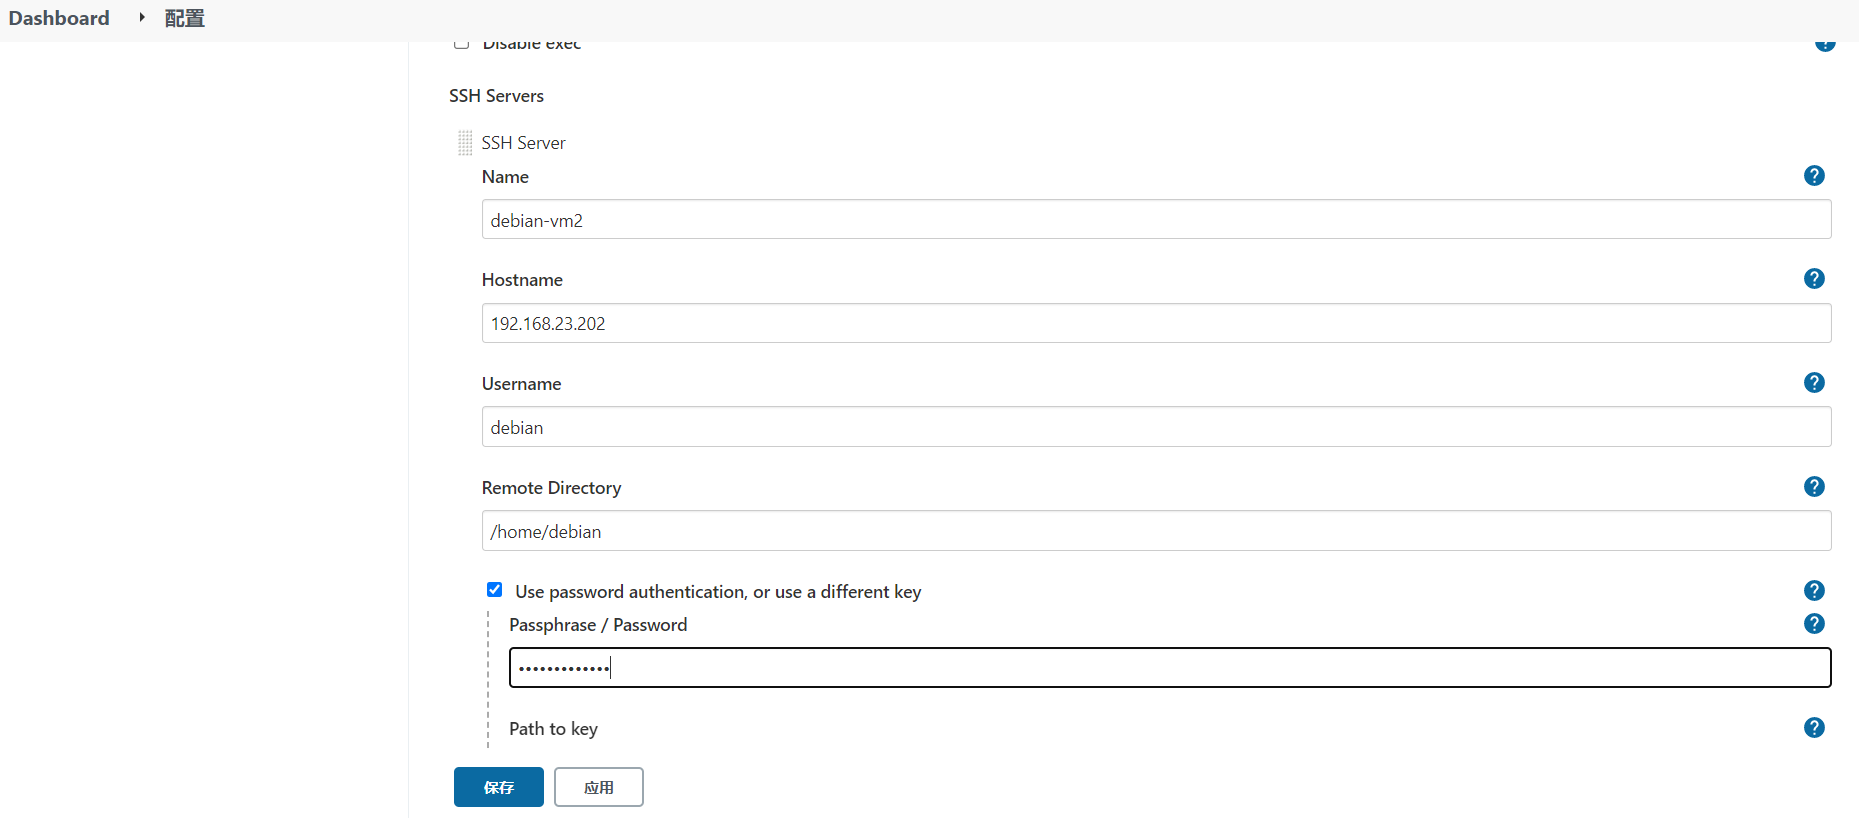 Dashboard 配置
Disable exec
SSH Servers
SSH Server
Name
debian-vm2
Hostname
192.168.23.202
Username
debian
Remote Directory
/home/debian
Use password authentication, or use a different key
Passphrase / Password
•••••••••••••
Path to key
保存 应用